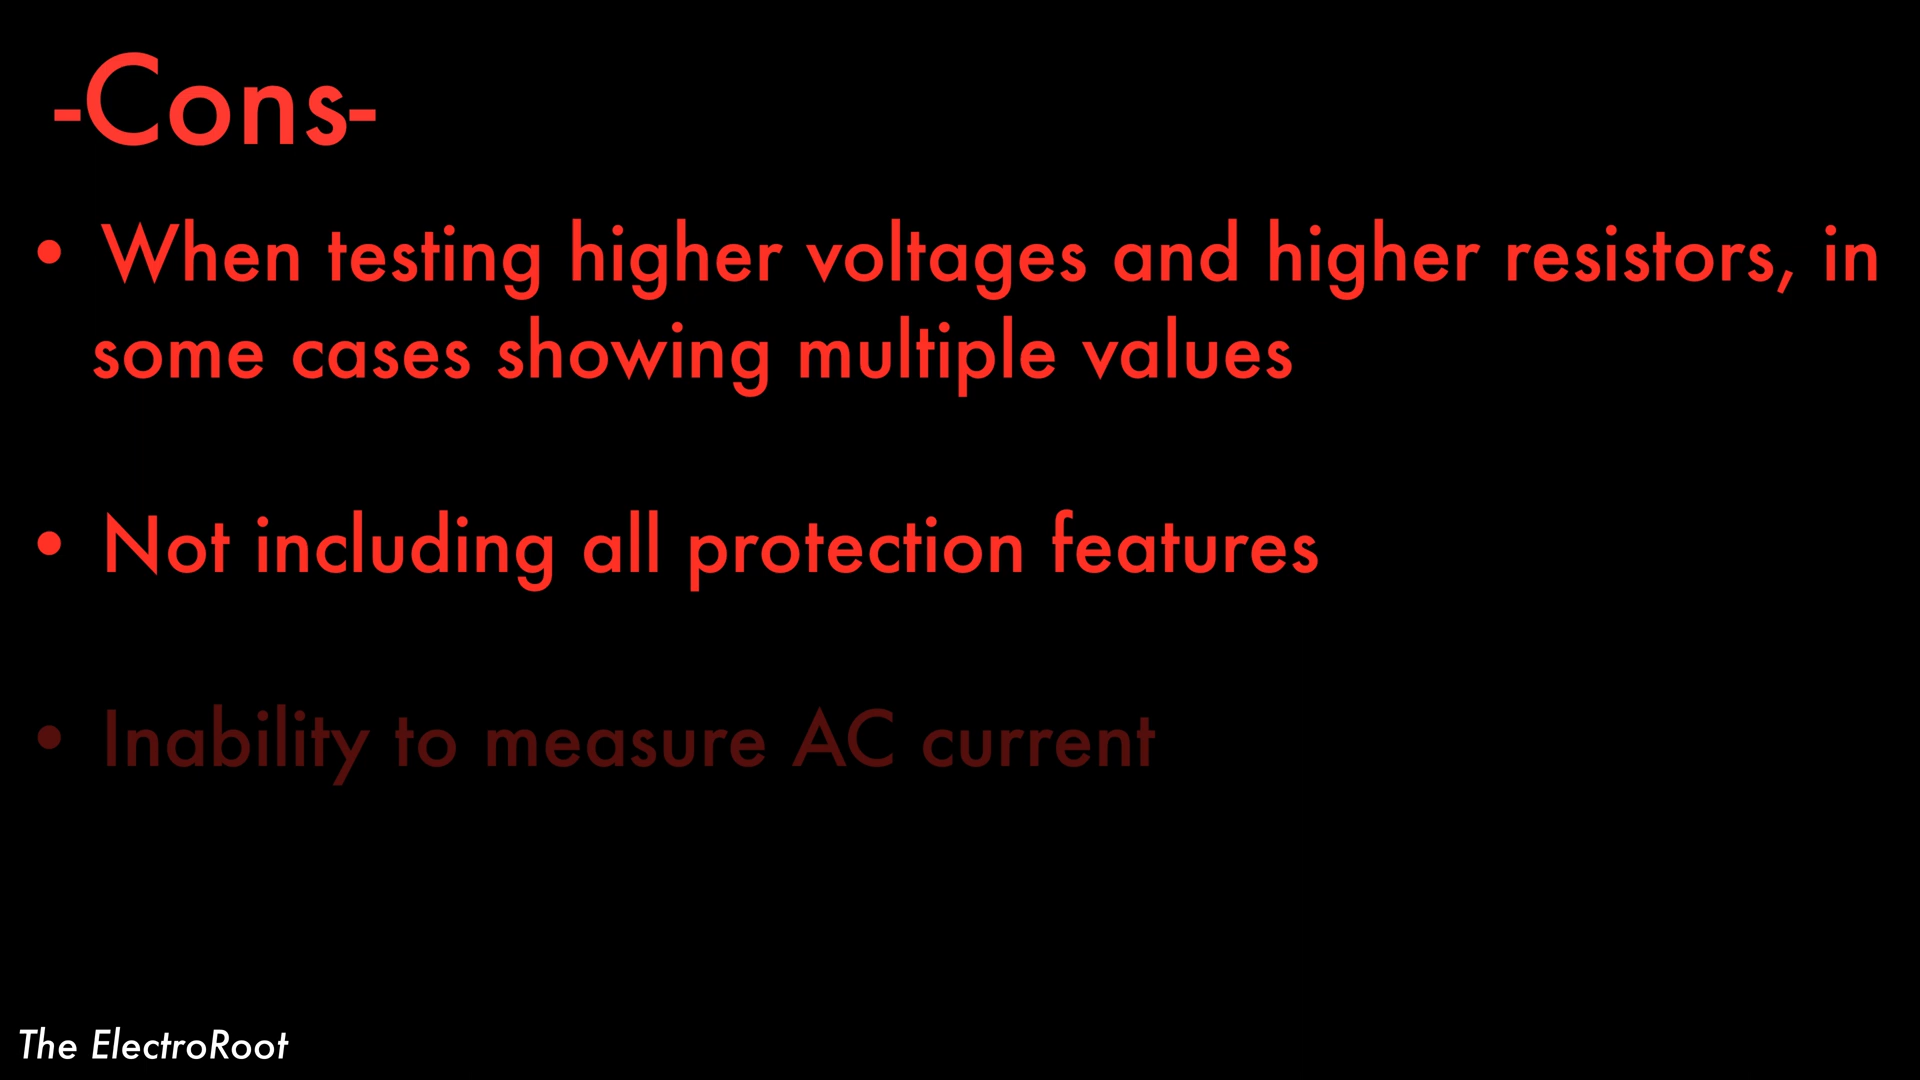 -Cons-
• When testing higher voltages and higher resistors, in
some cases showing multiple values
• Not including all protection features
• Inability to measure AC current
The ElectroRoot